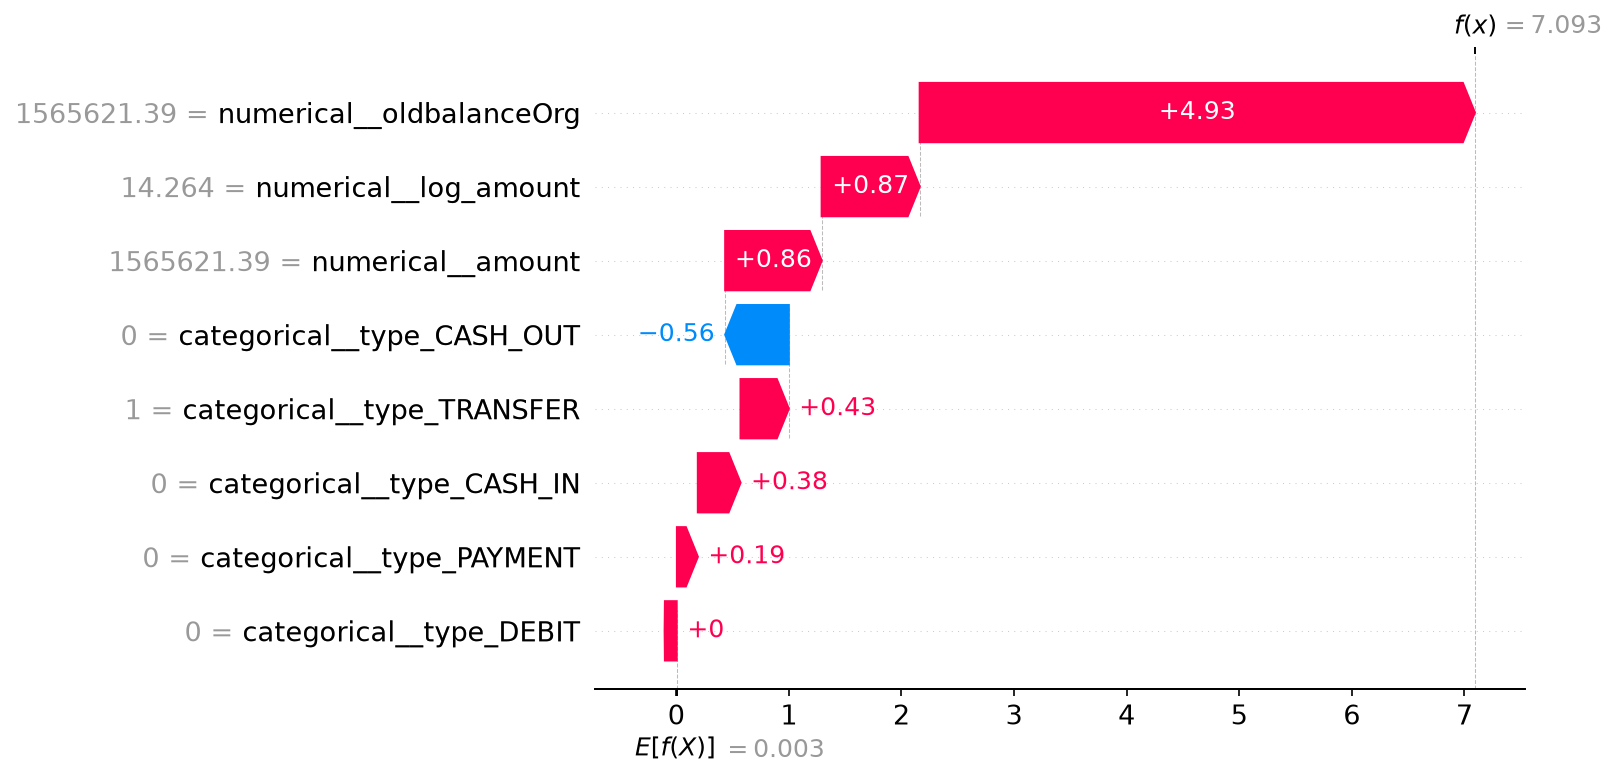 f(x) = 7.093
1565621.39 = numerical__oldbalanceOrg +4.93
14.264 = numerical__log_amount +0.87
1565621.39 = numerical__amount +0.86
0 = categorical__type_CASH_OUT −0.56
1 = categorical__type_TRANSFER +0.43
0 = categorical__type_CASH_IN +0.38
0 = categorical__type_PAYMENT +0.19
0 = categorical__type_DEBIT +0
0 1 2 3 4 5 6 7
E[f(X)] = 0.003